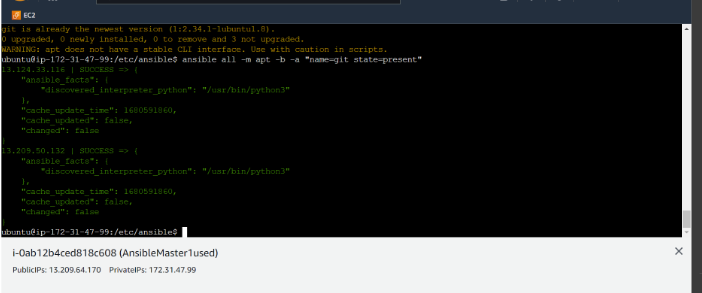 EC2
git is already the newest version (1:2.34.1-1ubuntu1.8).
0 upgraded, 0 newly installed, 0 to remove and 3 not upgraded.
WARNING: apt does not have a stable CLI interface. Use with caution in scripts.
ubuntu@ip-172-31-47-99:/etc/ansible$ ansible all -m apt -b -a "name=git state=present"
13.124.33.116 | SUCCESS => {
    "ansible_facts": {
        "discovered_interpreter_python": "/usr/bin/python3"
    },
    "cache_update_time": 1680591860,
    "cache_updated": false,
    "changed": false
}
13.209.50.132 | SUCCESS => {
    "ansible_facts": {
        "discovered_interpreter_python": "/usr/bin/python3"
    },
    "cache_update_time": 1680591860,
    "cache_updated": false,
    "changed": false
}
ubuntu@ip-172-31-47-99:/etc/ansible$
i-0ab12b4ced818c608 (AnsibleMaster1used)
PublicIPs: 13.209.64.170 PrivateIPs: 172.31.47.99